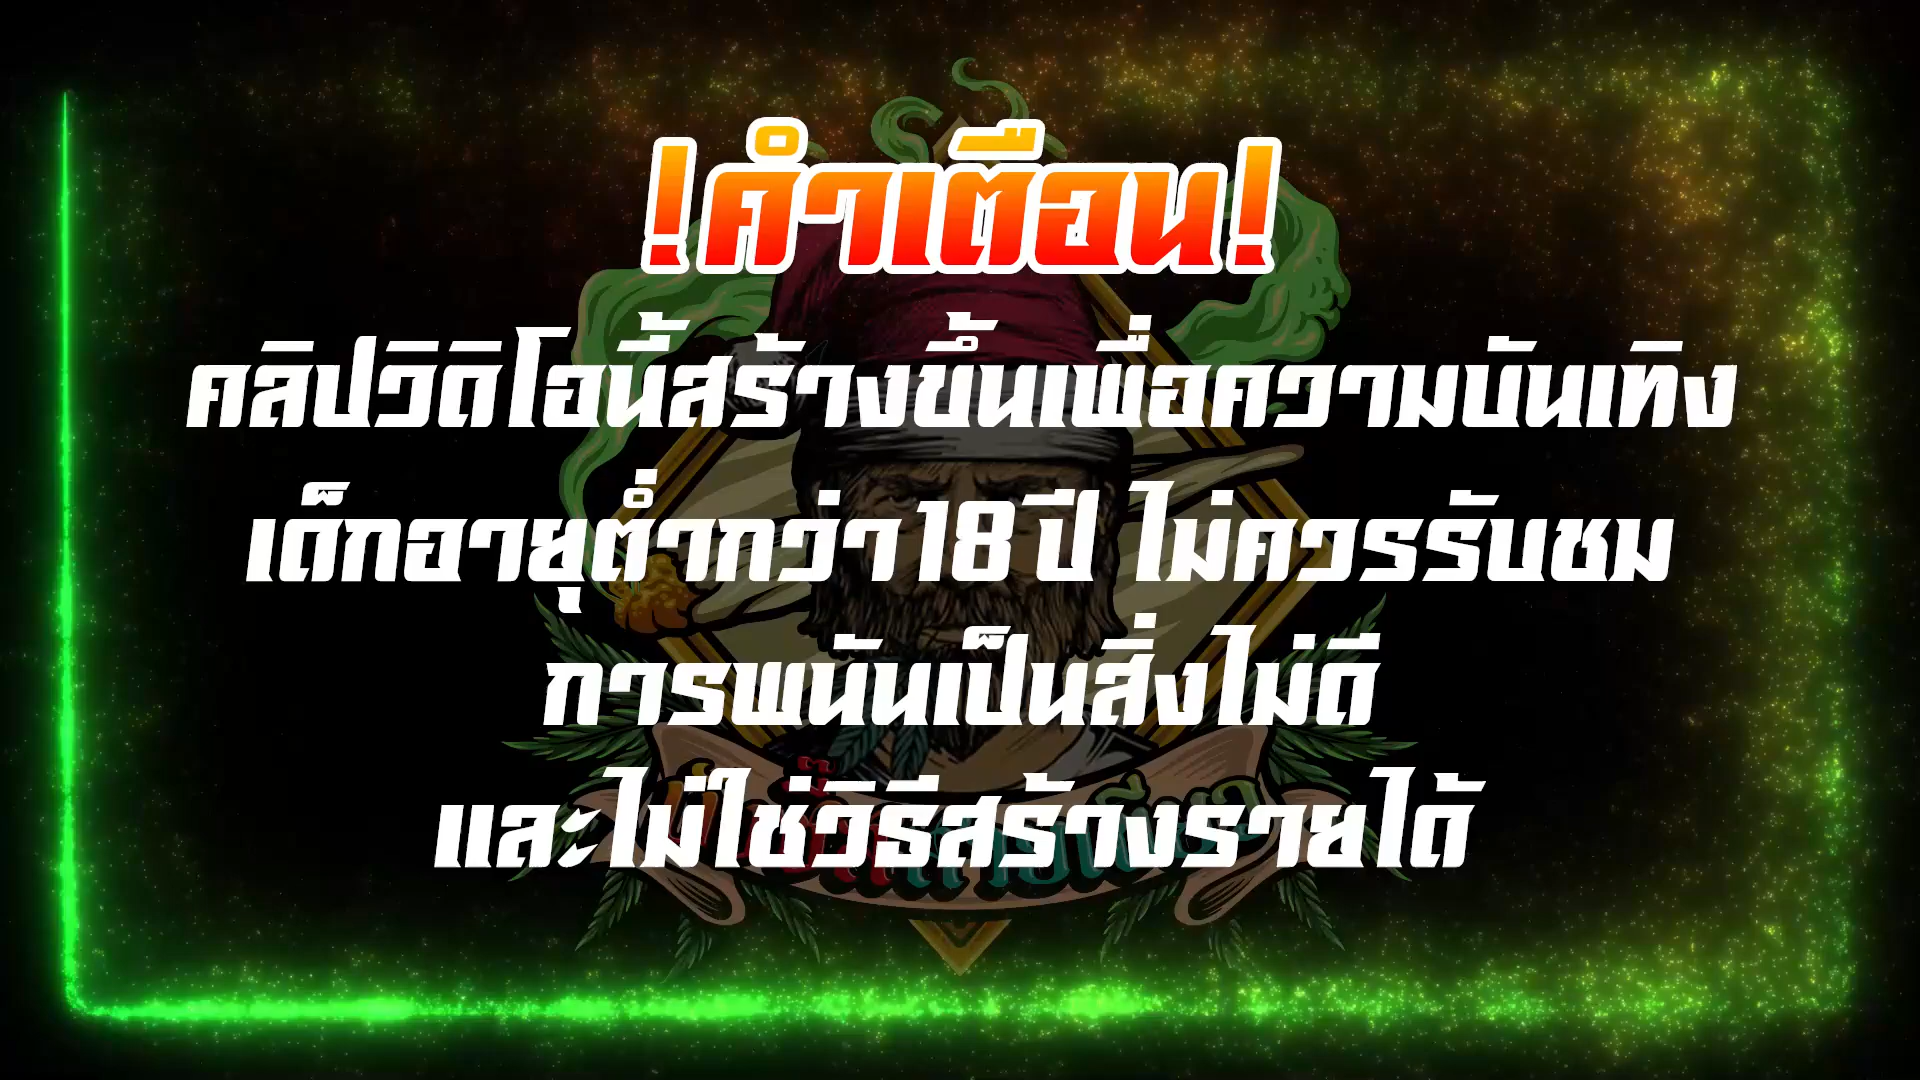 !คำเตือน!
คลิปวิดิโอนี้สร้างขึ้นเพื่อความบันเทิง
เด็กอายุต่ำกว่า 18 ปี ไม่ควรรับชม
การพนันเป็นสิ่งไม่ดี
และไม่ใช่วิธีสร้างรายได้